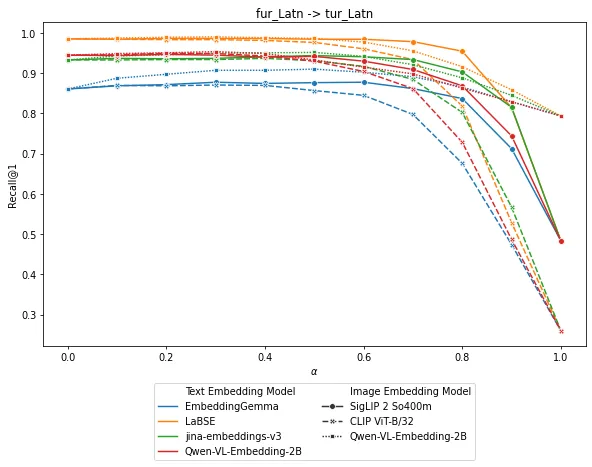 fur_Latn -> tur_Latn
1.0
0.9
0.8
0.7
0.6
0.5
0.4
0.3
Recall@1
0.0 0.2 0.4 0.6 0.8 1.0
α
Text Embedding Model Image Embedding Model
EmbeddingGemma SigLIP 2 So400m
LaBSE CLIP ViT-B/32
jina-embeddings-v3 Qwen-VL-Embedding-2B
Qwen-VL-Embedding-2B